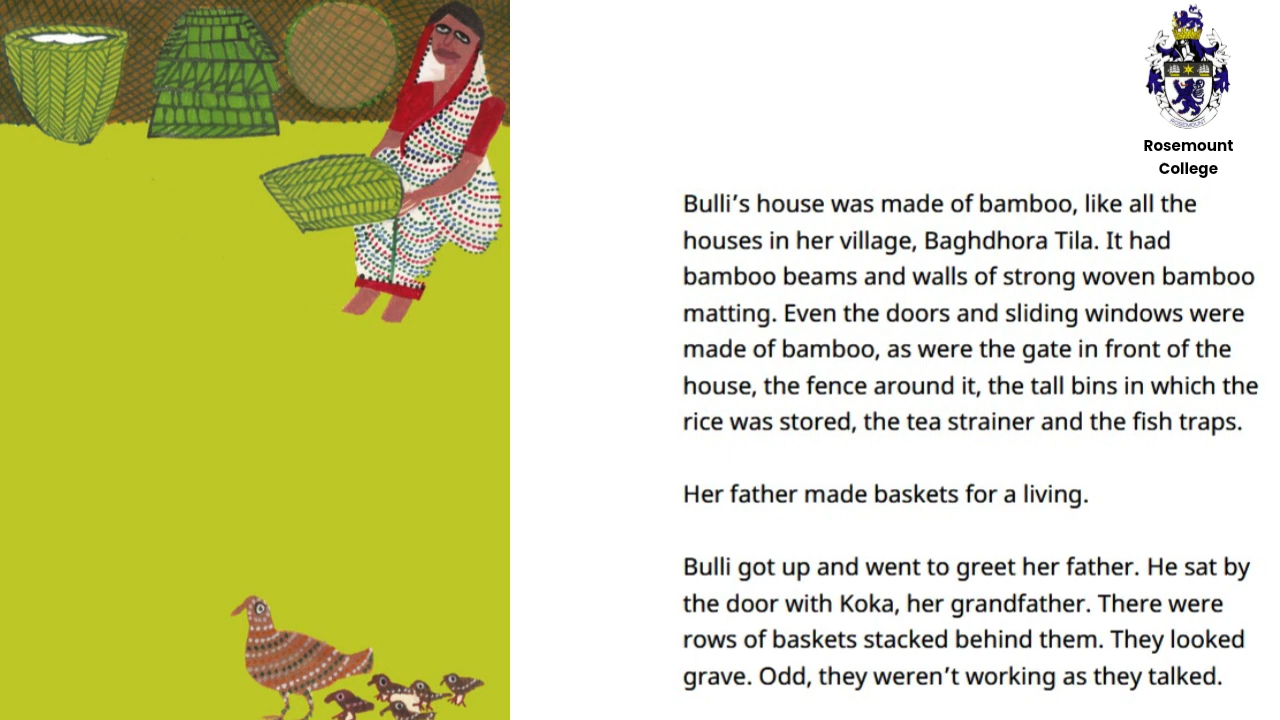 ROSEMOUNT
Rosemount
College
Bulli’s house was made of bamboo, like all the
houses in her village, Baghdhora Tila. It had
bamboo beams and walls of strong woven bamboo
matting. Even the doors and sliding windows were
made of bamboo, as were the gate in front of the
house, the fence around it, the tall bins in which the
rice was stored, the tea strainer and the fish traps.
Her father made baskets for a living.
Bulli got up and went to greet her father. He sat by
the door with Koka, her grandfather. There were
rows of baskets stacked behind them. They looked
grave. Odd, they weren’t working as they talked.